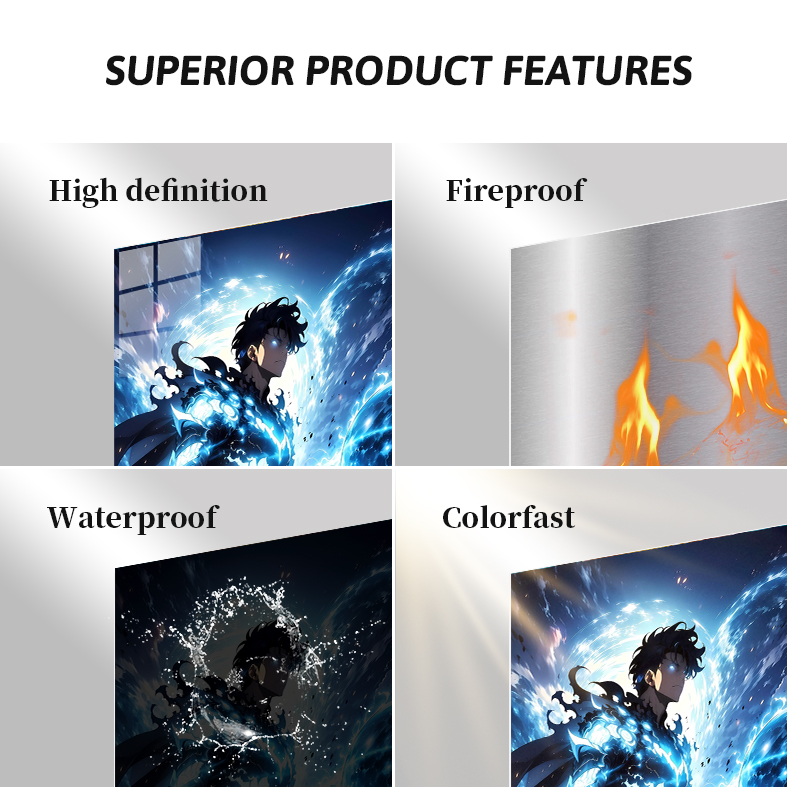 SUPERIOR PRODUCT FEATURES
High definition
Fireproof
Waterproof
Colorfast